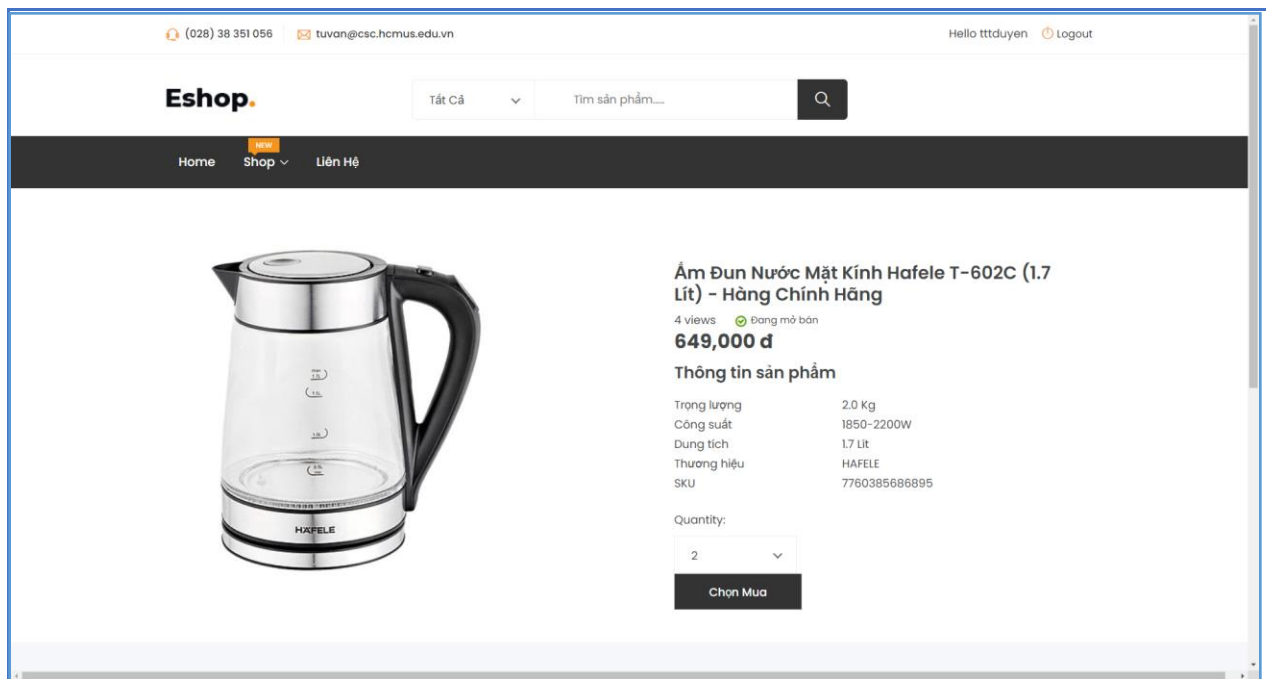 (028) 38 351 056 tuvan@csc.hcmus.edu.vn Hello tttduyen Logout
Eshop.
Tất Cả Tìm sản phẩm.....
NEW
Home Shop Liên Hệ
Ấm Đun Nước Mặt Kính Hafele T-602C (1.7
Lít) - Hàng Chính Hãng
4 views Đang mở bán
649,000 đ
Thông tin sản phẩm
Trọng lượng 2.0 Kg
Công suất 1850-2200W
Dung tích 1.7 Lit
Thương hiệu HAFELE
SKU 7760385686895
Quantity:
2
Chọn Mua
HÄFELE